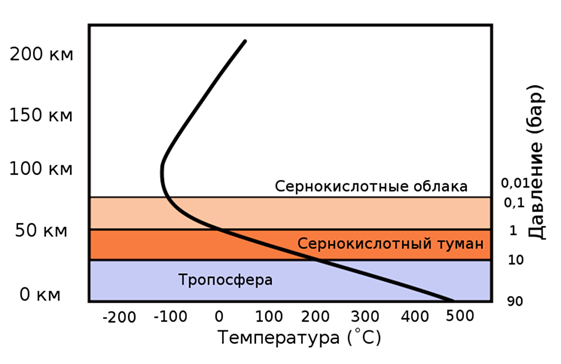 200 км
150 км
100 км
50 км
0 км
Сернокислотные облака
Сернокислотный туман
Тропосфера
0,01
0,1
1
10
90
Давление (бар)
-200 -100 0 100 200 300 400 500
Температура (˚C)